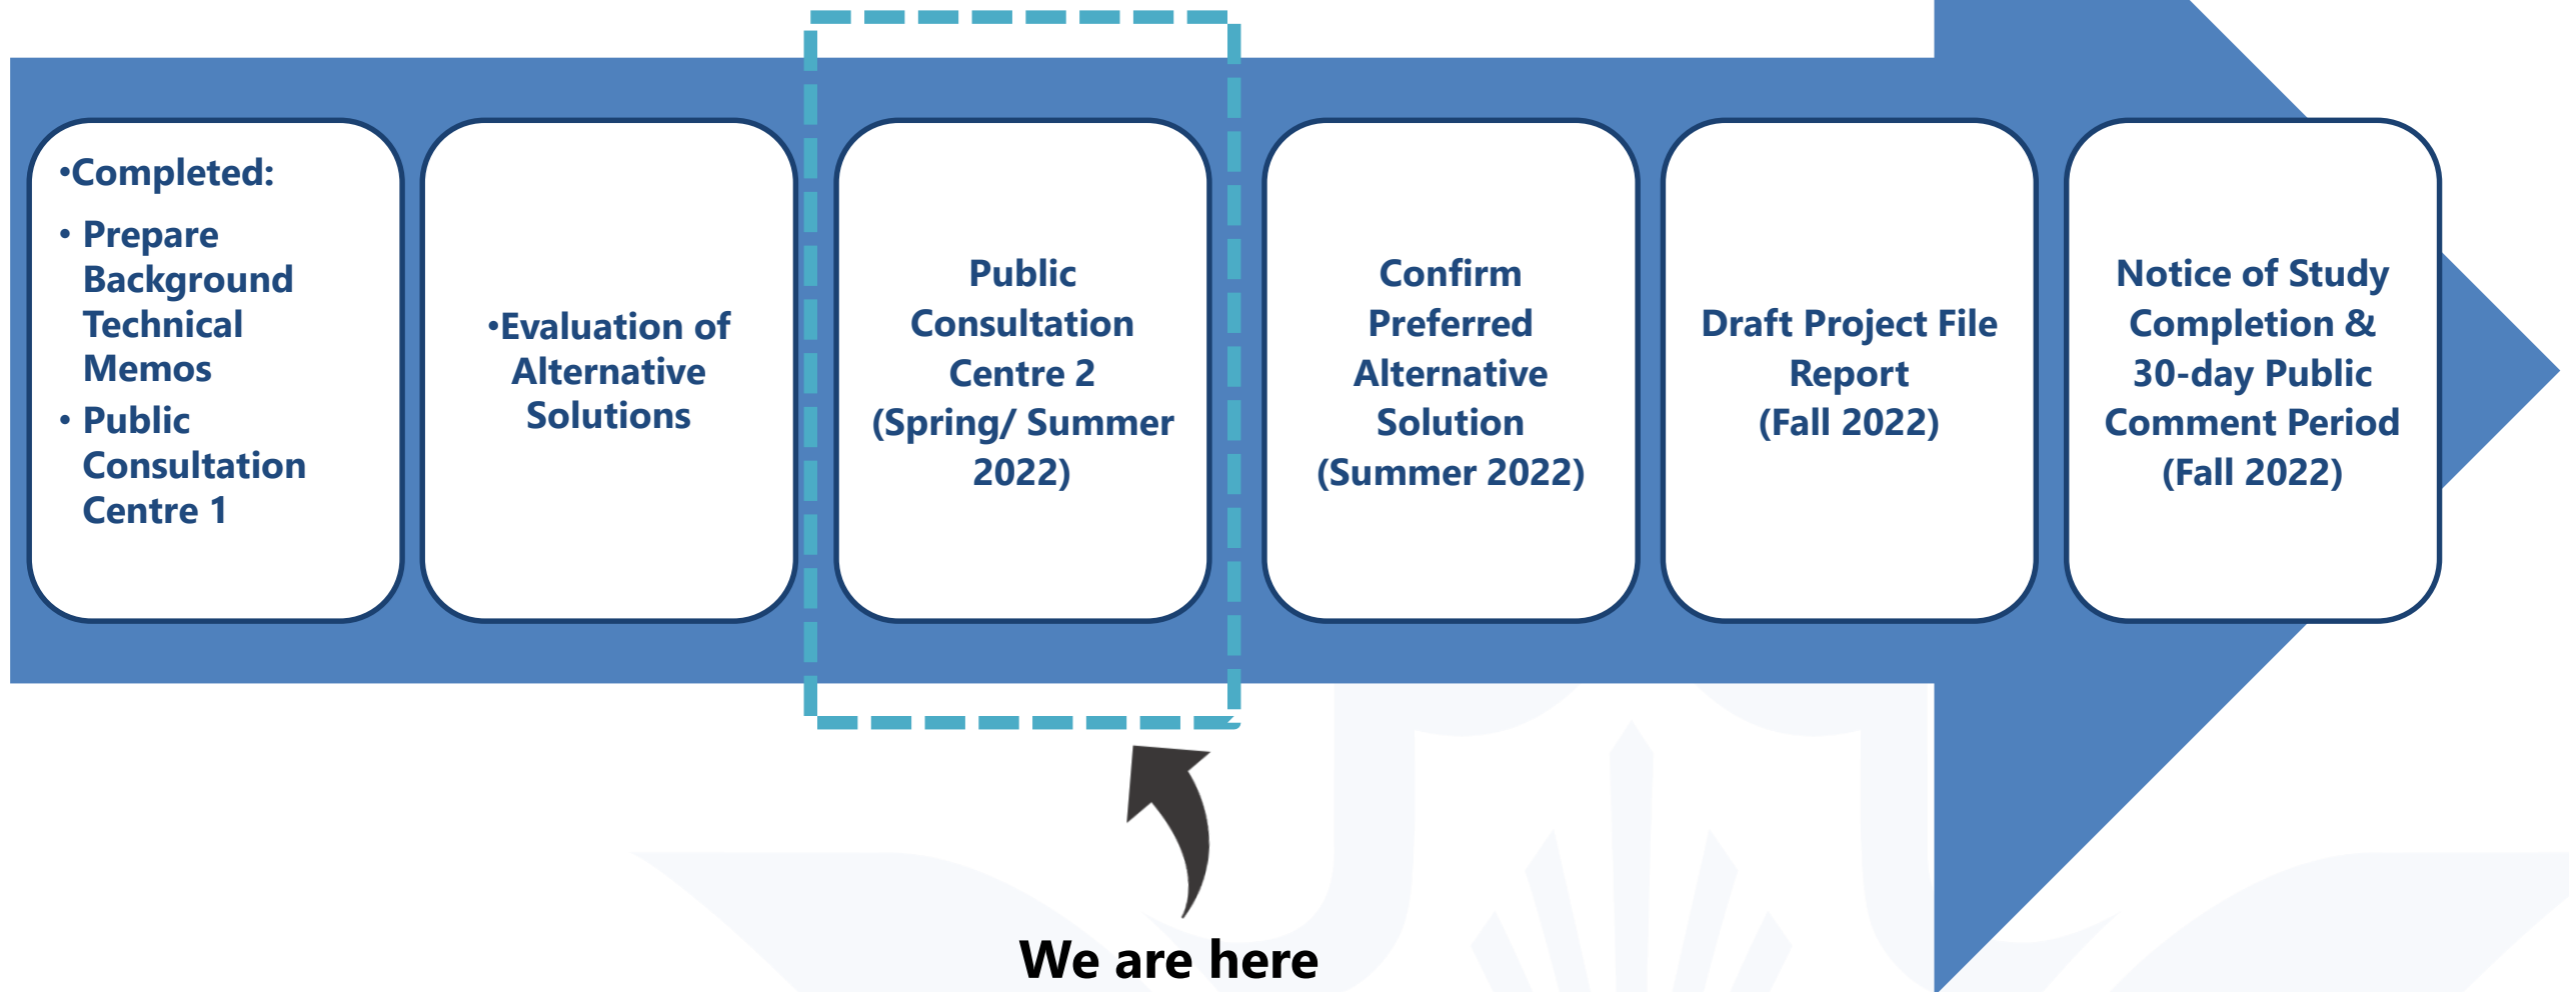 •Completed:
• Prepare
Background
Technical
Memos
• Public
Consultation
Centre 1
•Evaluation of
Alternative
Solutions
Public
Consultation
Centre 2
(Spring/ Summer
2022)
Confirm
Preferred
Alternative
Solution
(Summer 2022)
Draft Project File
Report
(Fall 2022)
Notice of Study
Completion &
30-day Public
Comment Period
(Fall 2022)
We are here